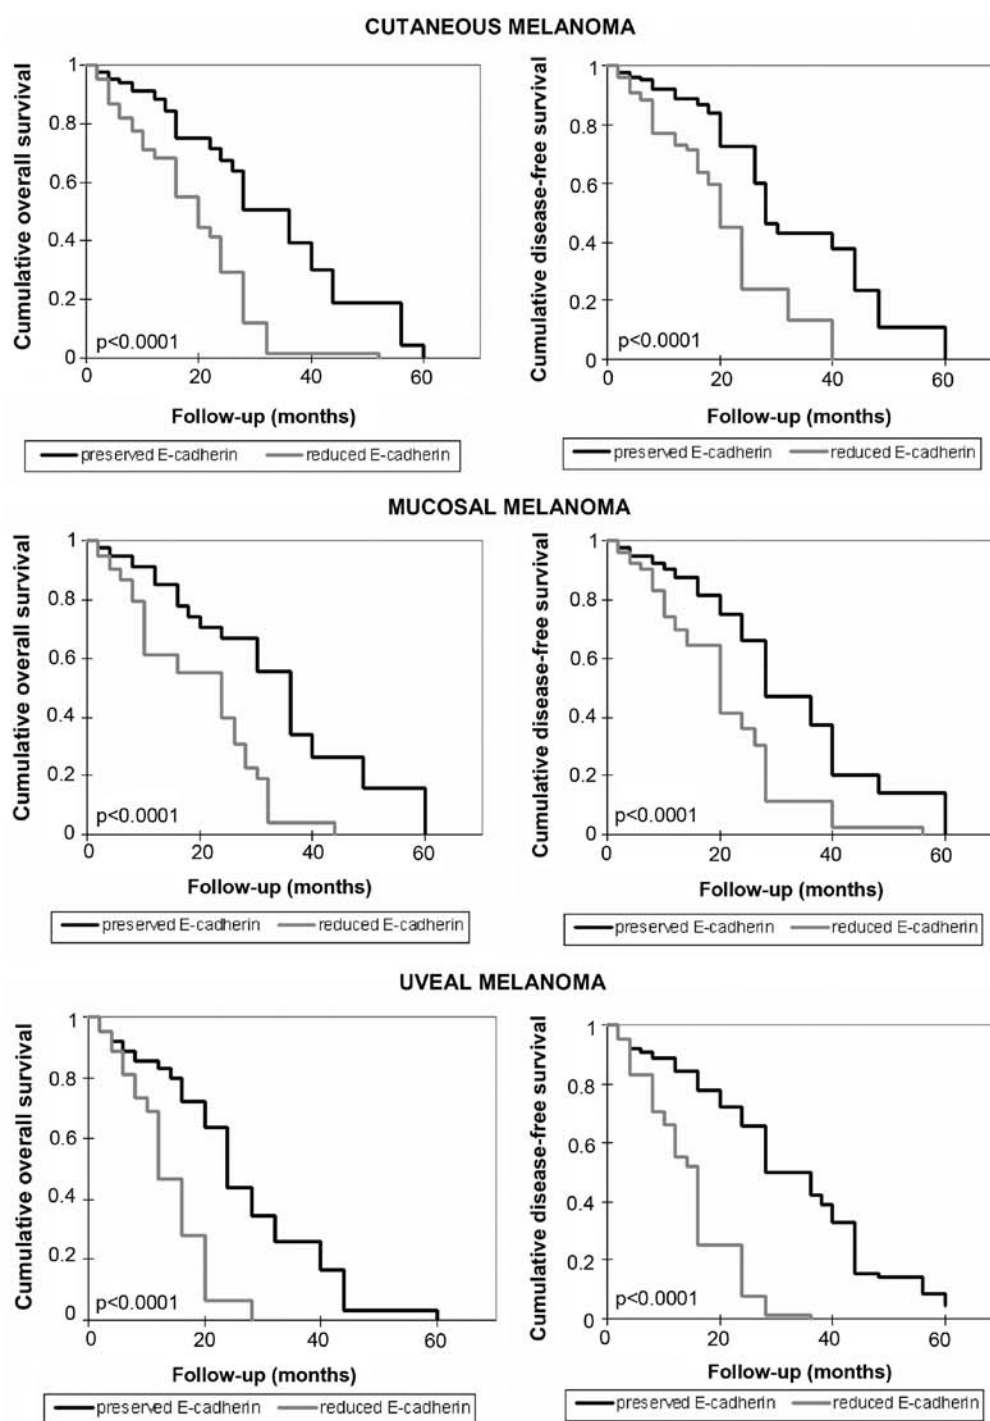 CUTANEOUS MELANOMA
Cumulative overall survival
1
0.8
0.6
0.4
0.2
0
p<0.0001
0 20 40 60
Follow-up (months)
preserved E-cadherin reduced E-cadherin
Cumulative disease-free survival
1
0.8
0.6
0.4
0.2
0
p<0.0001
0 20 40 60
Follow-up (months)
preserved E-cadherin reduced E-cadherin
MUCOSAL MELANOMA
Cumulative overall survival
1
0.8
0.6
0.4
0.2
0
p<0.0001
0 20 40 60
Follow-up (months)
preserved E-cadherin reduced E-cadherin
Cumulative disease-free survival
1
0.8
0.6
0.4
0.2
0
p<0.0001
0 20 40 60
Follow-up (months)
preserved E-cadherin reduced E-cadherin
UVEAL MELANOMA
Cumulative overall survival
1
0.8
0.6
0.4
0.2
0
p<0.0001
0 20 40 60
Follow-up (months)
preserved E-cadherin reduced E-cadherin
Cumulative disease-free survival
1
0.8
0.6
0.4
0.2
0
p<0.0001
0 20 40 60
Follow-up (months)
preserved E-cadherin reduced E-cadherin